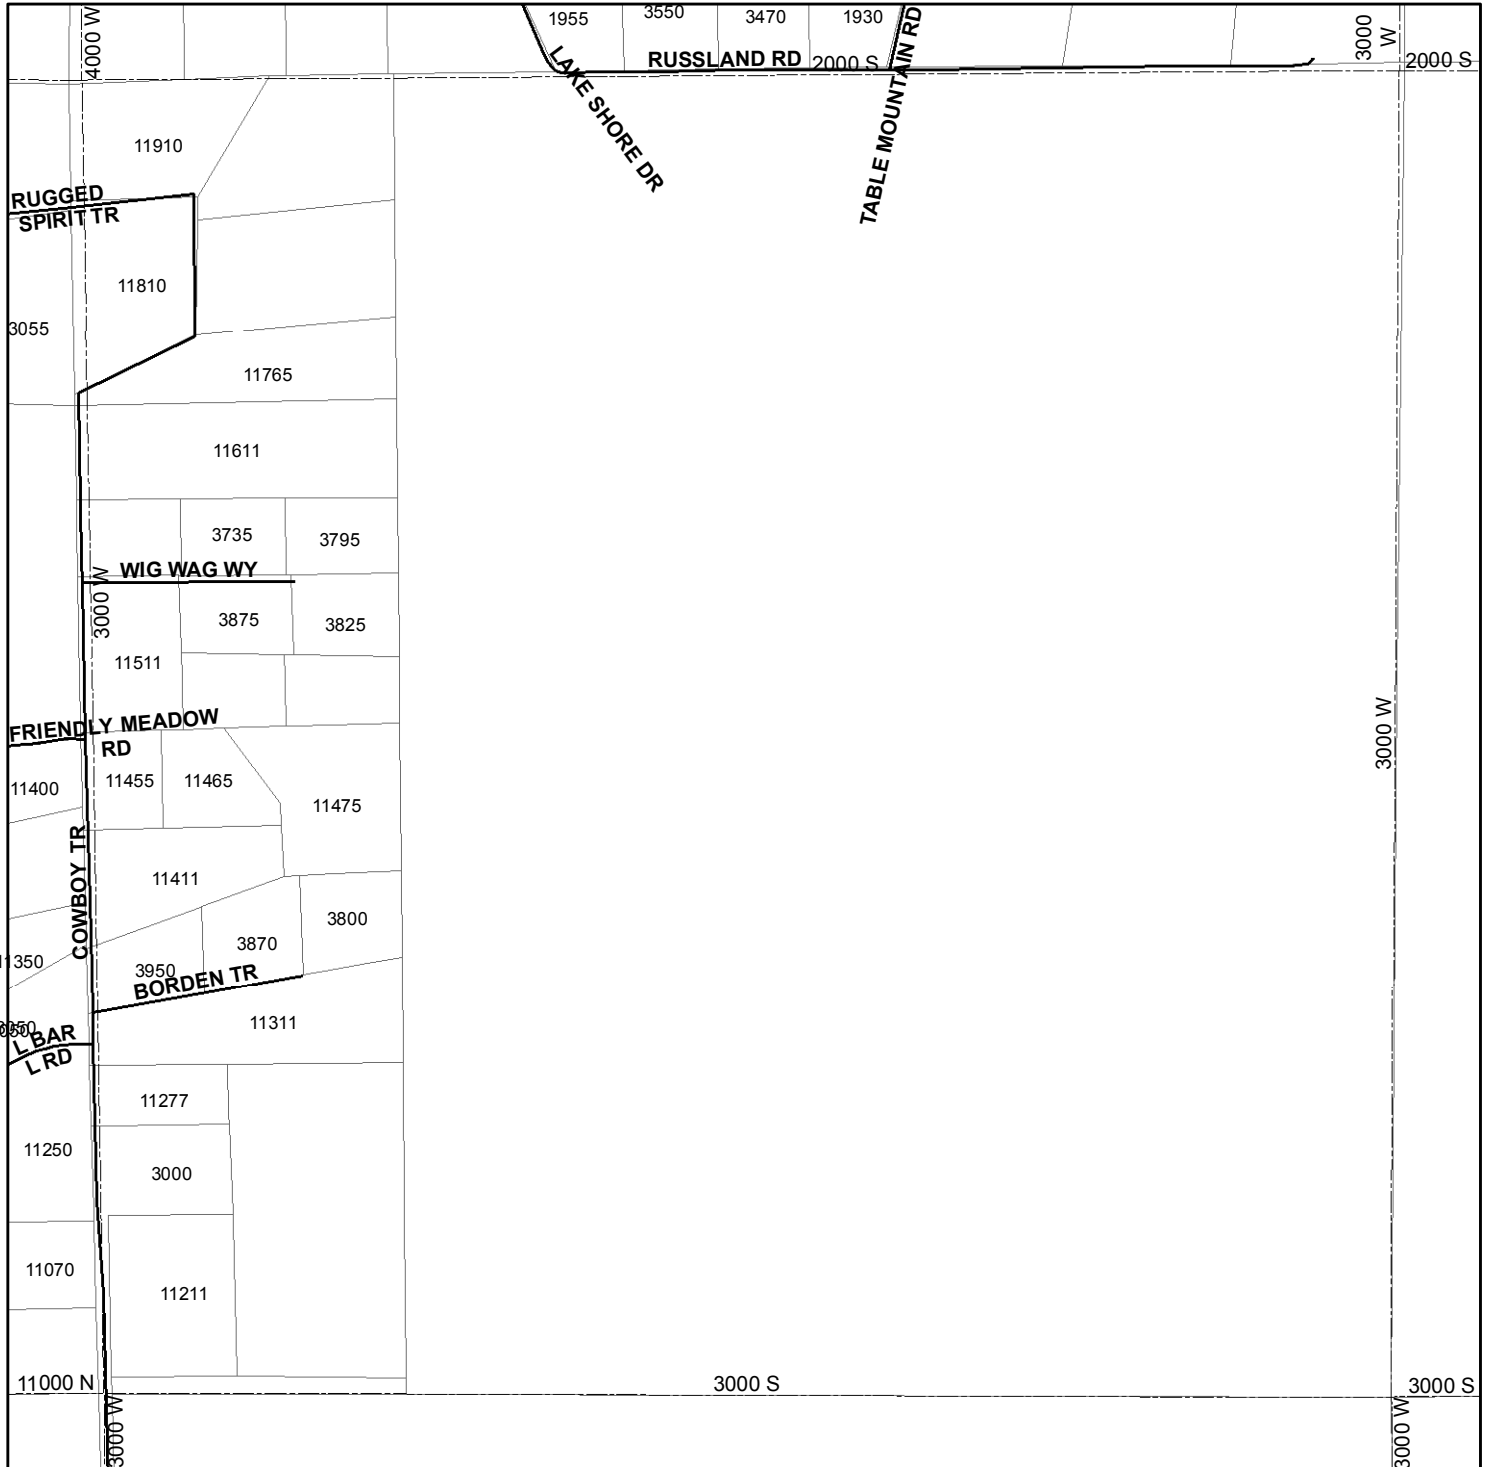 4000 W
1955
3550
3470
1930
TABLE MOUNTAIN RD
3000
W
LAKE SHORE DR
RUSSLAND RD
2000 S
2000 S
11910
RUGGED
SPIRIT TR
11810
3055
11765
11611
3735
3795
WIG WAG WY
3000 W
3875
3825
11511
FRIENDLY MEADOW
RD
3000 W
11400
11455
11465
11475
COWBOY TR
11411
3800
3870
11350
3950
BORDEN TR
11311
L BAR
L RD
11277
11250
3000
11070
11211
11000 N
3000 S
3000 S
3000 W
3000 W